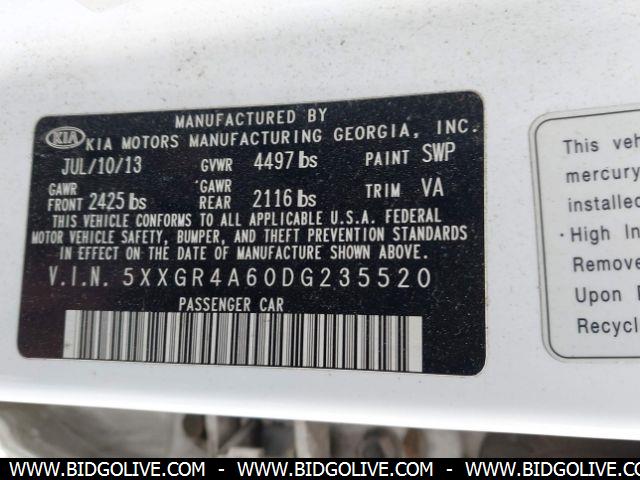 MANUFACTURED BY
KIA KIA MOTORS MANUFACTURING GEORGIA, INC.
JUL/10/13 GVWR 4497 lbs PAINT SWP
GAWR FRONT 2425 lbs GAWR REAR 2116 lbs TRIM VA
THIS VEHICLE CONFORMS TO ALL APPLICABLE U.S.A. FEDERAL
MOTOR VEHICLE SAFETY, BUMPER, AND THEFT PREVENTION STANDARDS
IN EFFECT ON THE DATE OF MANUFACTURE SHOWN ABOVE.
V.I.N. 5XXGR4A60DG235520
PASSENGER CAR
This veh
mercury
installed
· High In
Remove
Upon
Recycl
WWW.BIDGOLIVE.COM - WWW.BIDGOLIVE.COM - WWW.BIDGOLIVE.COM